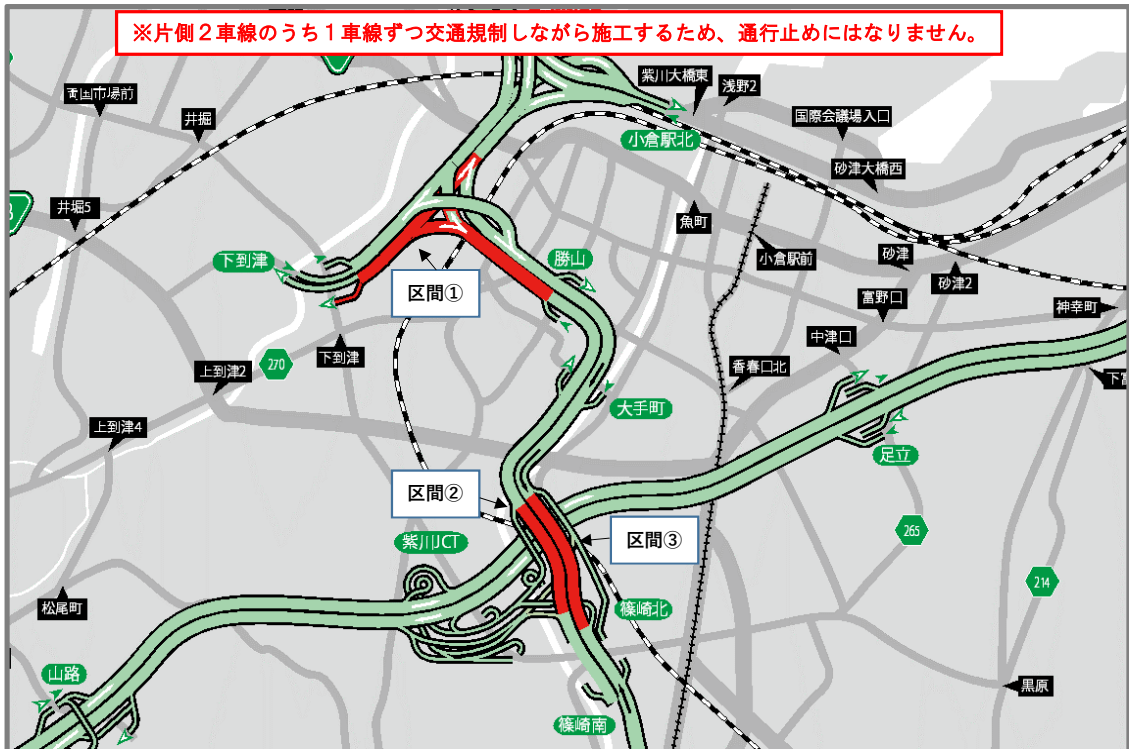 ※片側２車線のうち１車線ずつ交通規制しながら施工するため、通行止めにはなりません。
紫川大橋東
浅野2
井堀
国際会議場入口
小倉駅北
砂津大橋西
井堀5
魚町
下到津
勝山
小倉駅前
砂津
砂津2
区間①
富野口
神幸町
中津口
下到津
270
上到津2
香春口北
大手町
上到津4
足立
区間②
265
紫川JCT
区間③
214
松尾町
篠崎北
山路
黒原
篠崎南